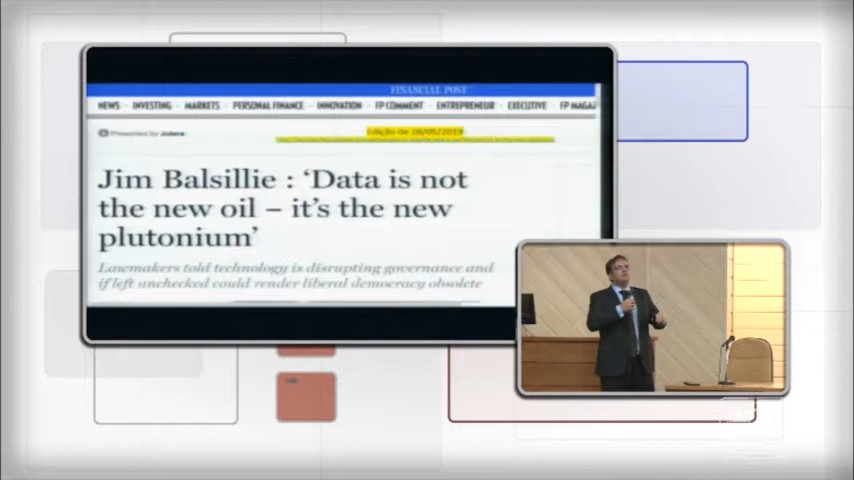 FINANCIAL POST
NEWS · INVESTING · MARKETS · PERSONAL FINANCE · INNOVATION · FP COMMENT · ENTREPRENEUR · EXECUTIVE · FP MAGAZ
Presented by Jolera
Edição de 28/05/2019
Jim Balsillie : ‘Data is not
the new oil – it’s the new
plutonium’
Lawmakers told technology is disrupting governance and
if left unchecked could render liberal democracy obsolete